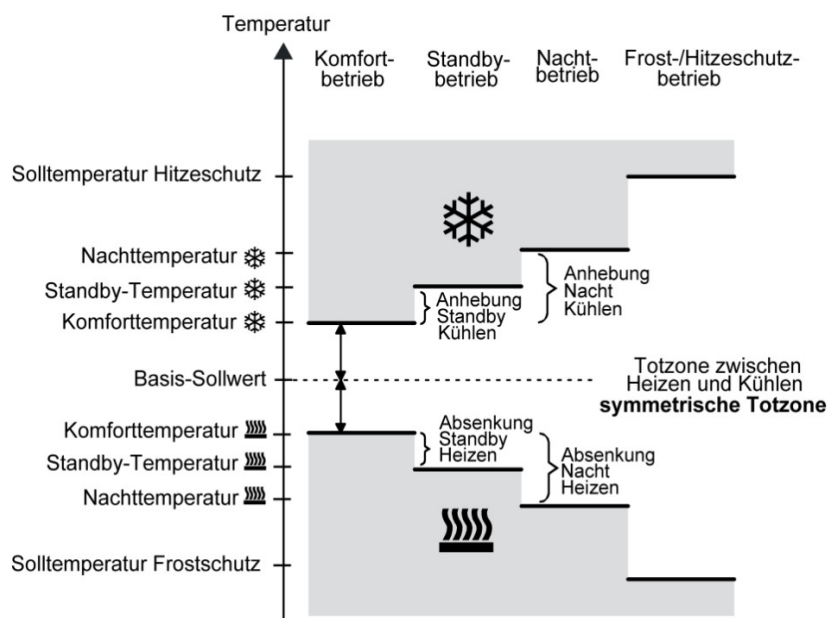 Temperatur
Komfort-
betrieb
Standby-
betrieb
Nacht-
betrieb
Frost-/Hitzeschutz-
betrieb
Solltemperatur Hitzeschutz
Nachttemperatur
Standby-Temperatur
Komforttemperatur
Anhebung
Standby
Kühlen
Anhebung
Nacht
Kühlen
Basis-Sollwert
Totzone zwischen
Heizen und Kühlen
symmetrische Totzone
Komforttemperatur
Standby-Temperatur
Nachttemperatur
Absenkung
Standby
Heizen
Absenkung
Nacht
Heizen
Solltemperatur Frostschutz